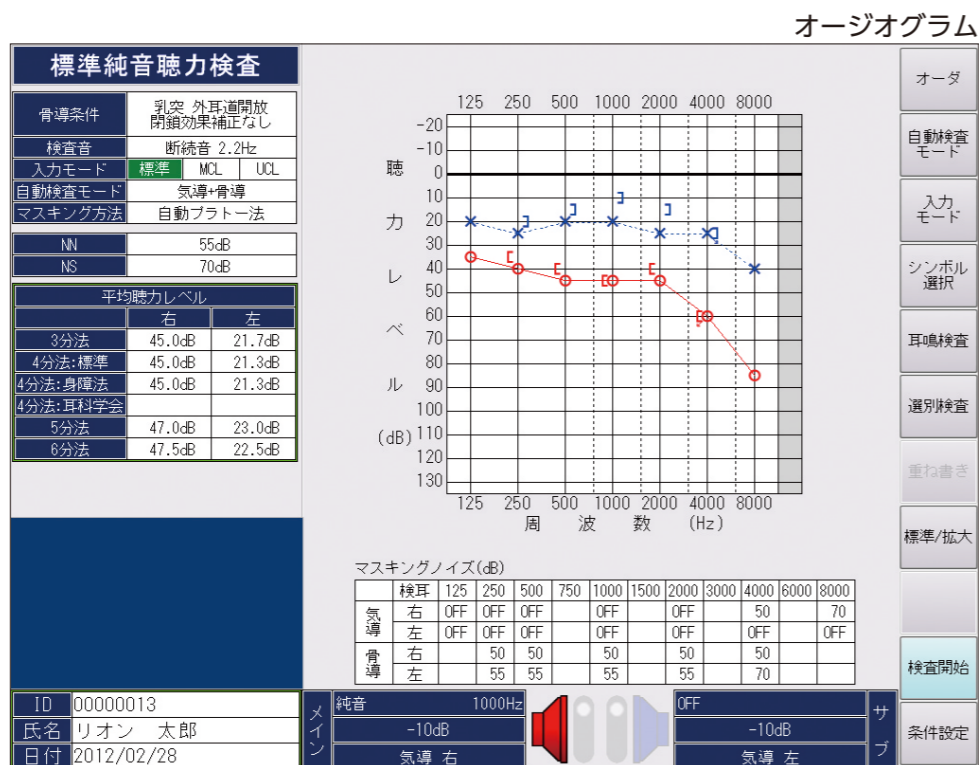 オージオグラム
標準純音聴力検査
骨導条件 乳突 外耳道開放
閉鎖効果補正なし
検査音 断続音 2.2Hz
入力モード 標準 MCL UCL
自動検査モード 気導+骨導
マスキング方法 自動プラトー法
NN 55dB
NS 70dB
平均聴力レベル
右 左
3分法 45.0dB 21.7dB
4分法:標準 45.0dB 21.3dB
4分法:身障法 45.0dB 21.3dB
4分法:耳科学会
5分法 47.0dB 23.0dB
6分法 47.5dB 22.5dB
125 250 500 1000 2000 4000 8000
聴力レベル
(dB)
-20
-10
0
10
20
30
40
50
60
70
80
90
100
110
120
130
125 250 500 1000 2000 4000 8000
周波数 (Hz)
マスキングノイズ(dB)
検耳 125 250 500 750 1000 1500 2000 3000 4000 6000 8000
気導 右 OFF OFF OFF OFF OFF 50 70
左 OFF OFF OFF OFF OFF OFF OFF
骨導 右 50 50 50 50 50
左 55 55 55 55 70
ID 00000013
氏名 リオン 太郎
日付 2012/02/28
メイン
純音 1000Hz
-10dB
気導 右
OFF
-10dB
気導 左
サブ
オーダ
自動検査
モード
入力
モード
シンボル
選択
耳鳴検査
選別検査
重ね書き
標準/拡大
検査開始
条件設定